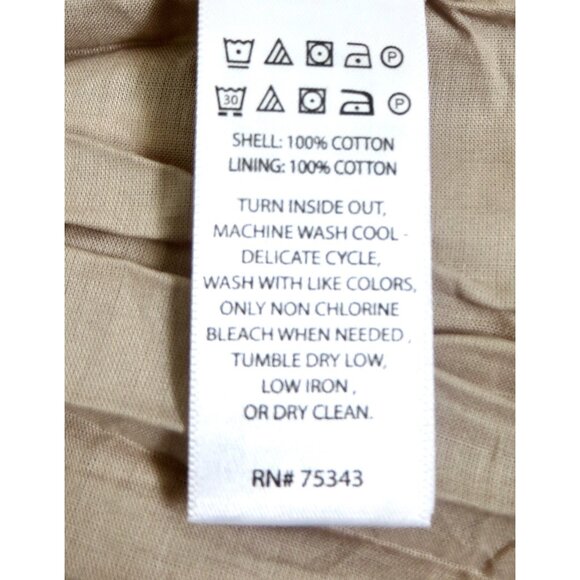 P
30 P
SHELL: 100% COTTON
LINING: 100% COTTON
TURN INSIDE OUT,
MACHINE WASH COOL -
DELICATE CYCLE,
WASH WITH LIKE COLORS,
ONLY NON CHLORINE
BLEACH WHEN NEEDED ,
TUMBLE DRY LOW,
LOW IRON ,
OR DRY CLEAN.
RN# 75343